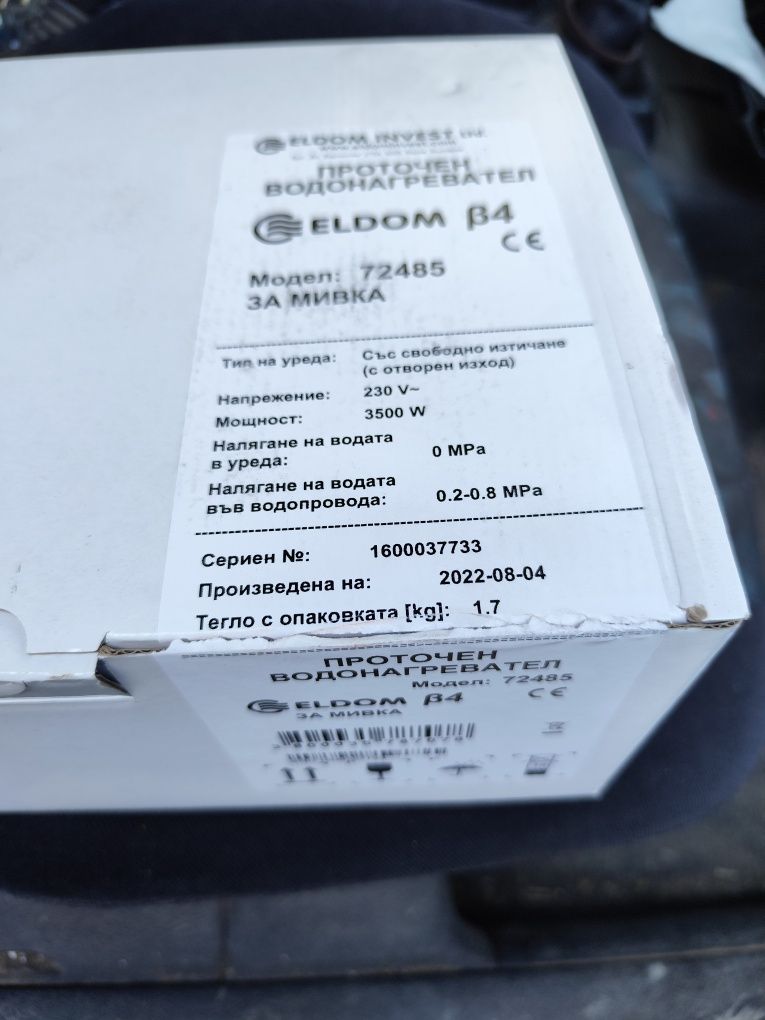 ELDOM INVEST
ПРОТОЧЕН
ВОДОНАГРЕВАТЕЛ
ELDOM β4
CE
Модел: 72485
ЗА МИВКА
Тип на уреда: Със свободно изтичане
(с отворен изход)
Напрежение: 230 V~
Мощност: 3500 W
Налягане на водата
в уреда: 0 MPa
Налягане на водата
във водопровода: 0.2-0.8 MPa
Сериен №: 1600037733
Произведена на: 2022-08-04
Тегло с опаковката [kg]: 1.7
ПРОТОЧЕН
ВОДОНАГРЕВАТЕЛ
Модел: 72485
ELDOM β4 CE
ЗА МИВКА